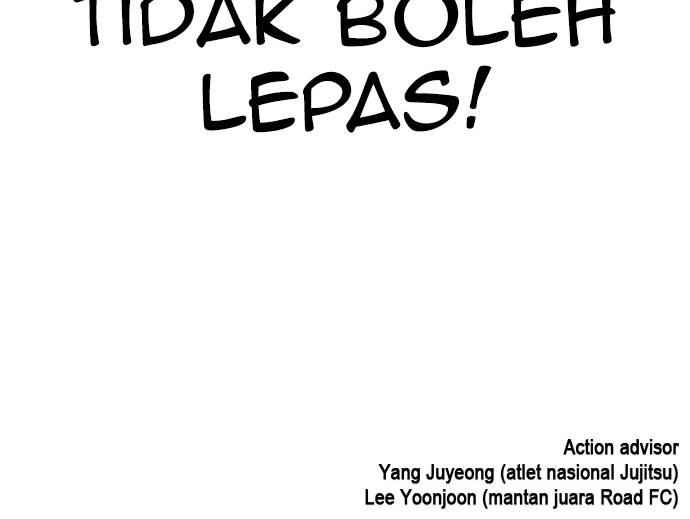 TIDAK BOLEH
LEPAS!
Action advisor
Yang Juyeong (atlet nasional Jujitsu)
Lee Yoonjoon (mantan juara Road FC)